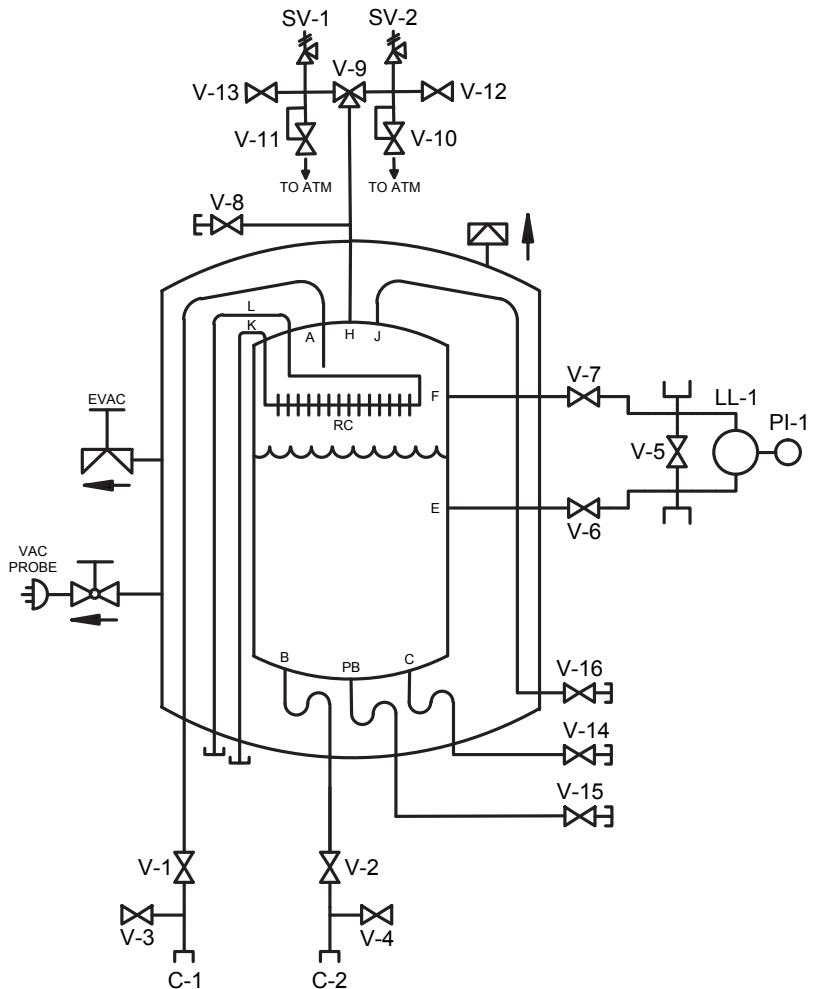 SV-1
SV-2
V-9
V-13
V-12
V-11
V-10
TO ATM
TO ATM
V-8
L
K
A
H
J
F
V-7
LL-1
PI-1
EVAC
RC
V-5
E
V-6
VAC
PROBE
B
PB
C
V-16
V-14
V-15
V-1
V-2
V-3
V-4
C-1
C-2